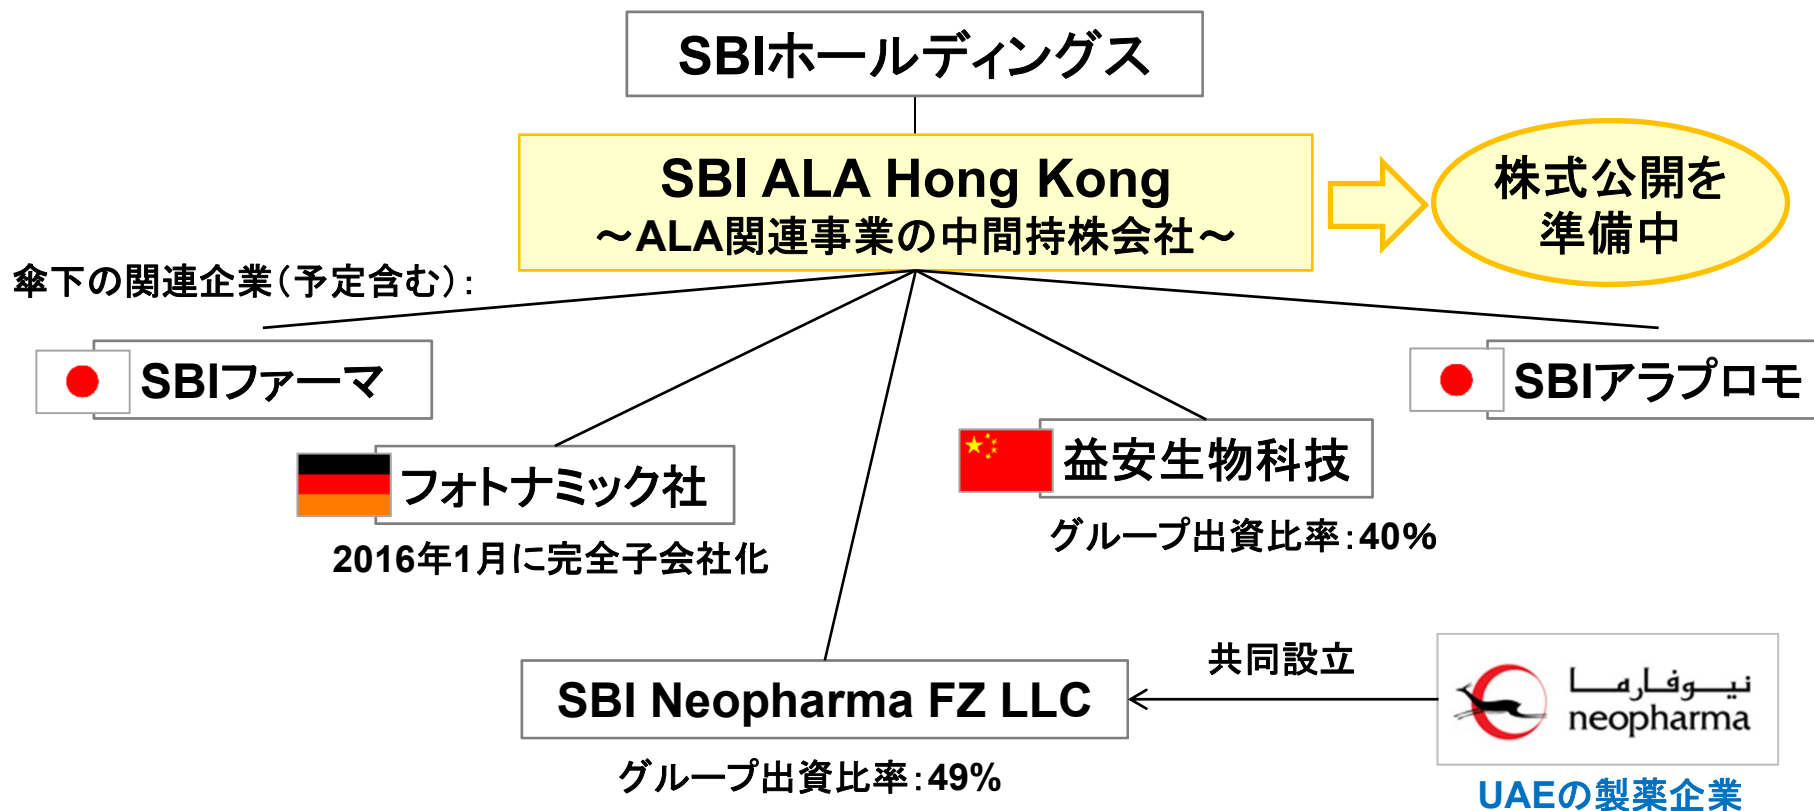 SBIホールディングス
SBI ALA Hong Kong
～ALA関連事業の中間持株会社～
株式公開を
準備中
傘下の関連企業（予定含む）：
SBIファーマ
SBIアラプロモ
フォトナミック社
2016年1月に完全子会社化
益安生物科技
グループ出資比率：40%
SBI Neopharma FZ LLC
グループ出資比率：49%
共同設立
نيــوفـارمــا
neopharma
UAEの製薬企業